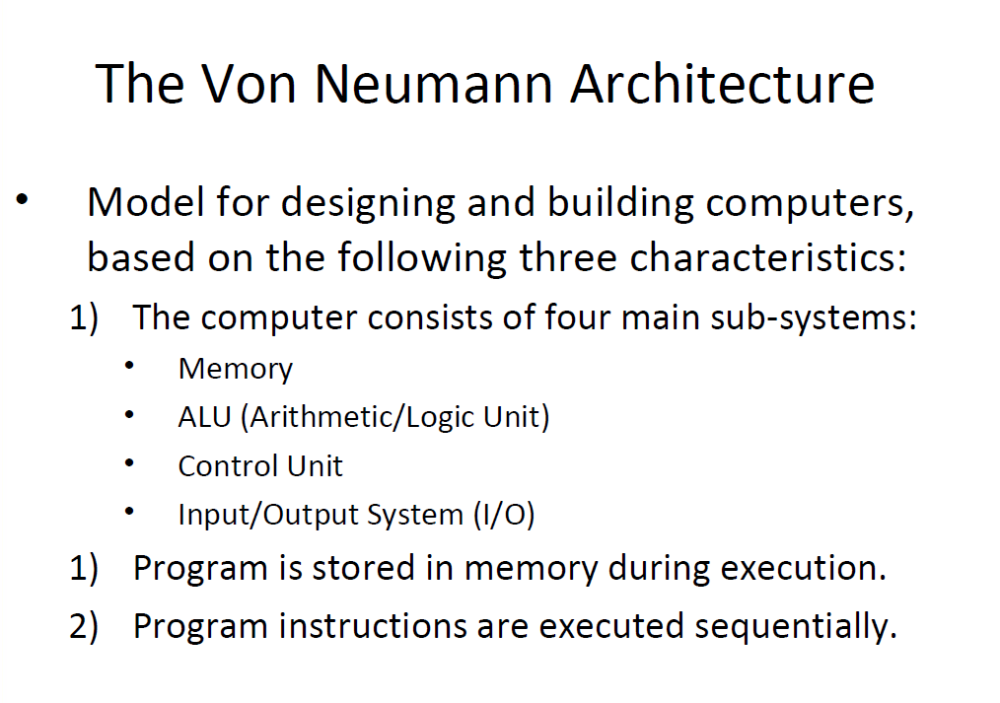 The Von Neumann Architecture
• Model for designing and building computers,
based on the following three characteristics:
1) The computer consists of four main sub-systems:
• Memory
• ALU (Arithmetic/Logic Unit)
• Control Unit
• Input/Output System (I/O)
1) Program is stored in memory during execution.
2) Program instructions are executed sequentially.